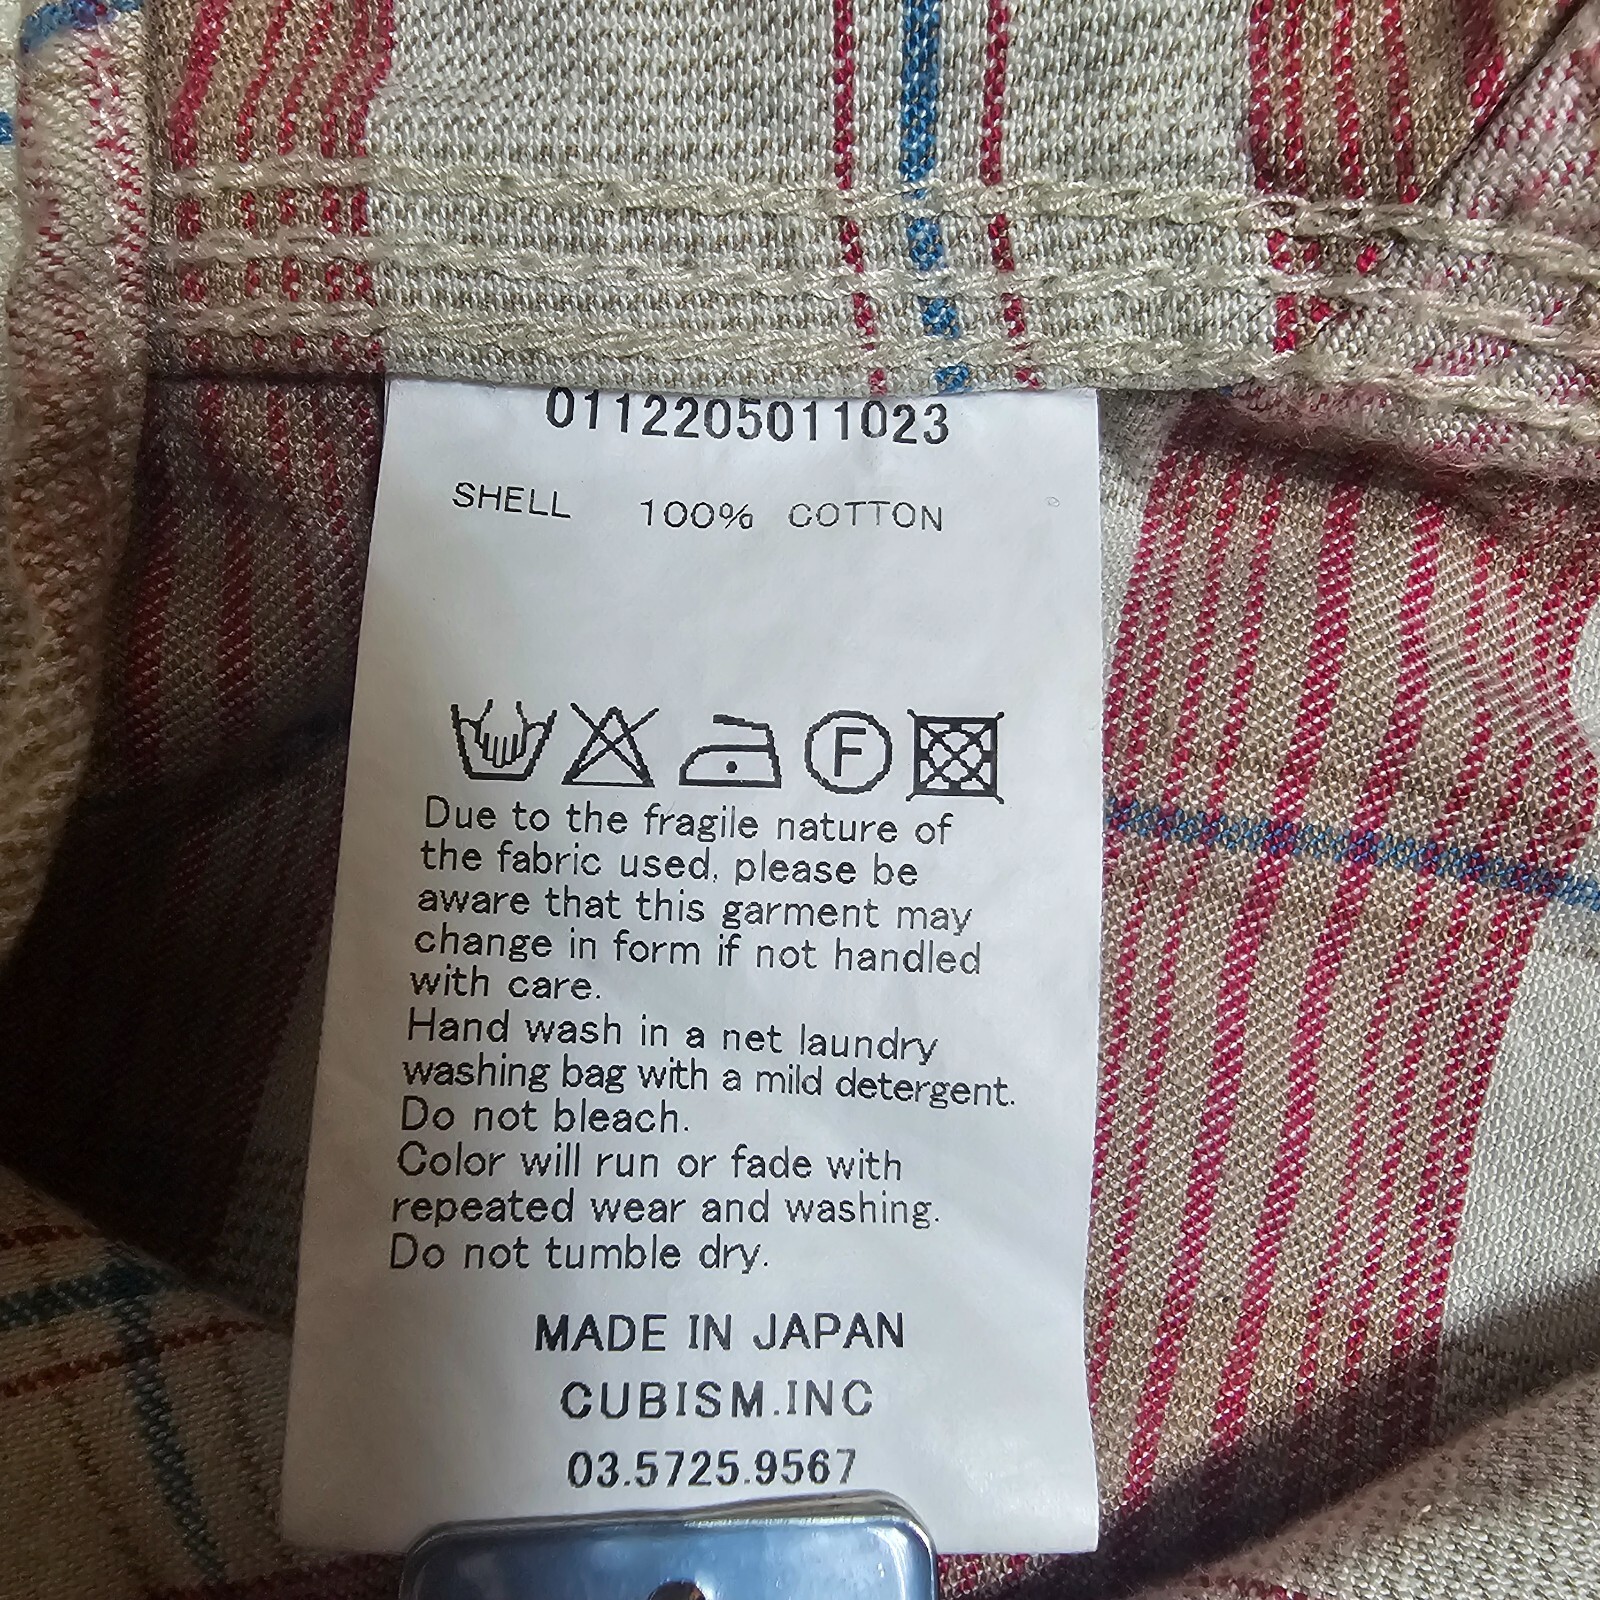 0112205011023
SHELL 100% COTTON
F
Due to the fragile nature of
the fabric used, please be
aware that this garment may
change in form if not handled
with care.
Hand wash in a net laundry
washing bag with a mild detergent.
Do not bleach.
Color will run or fade with
repeated wear and washing.
Do not tumble dry.
MADE IN JAPAN
CUBISM.INC
03.5725.9567